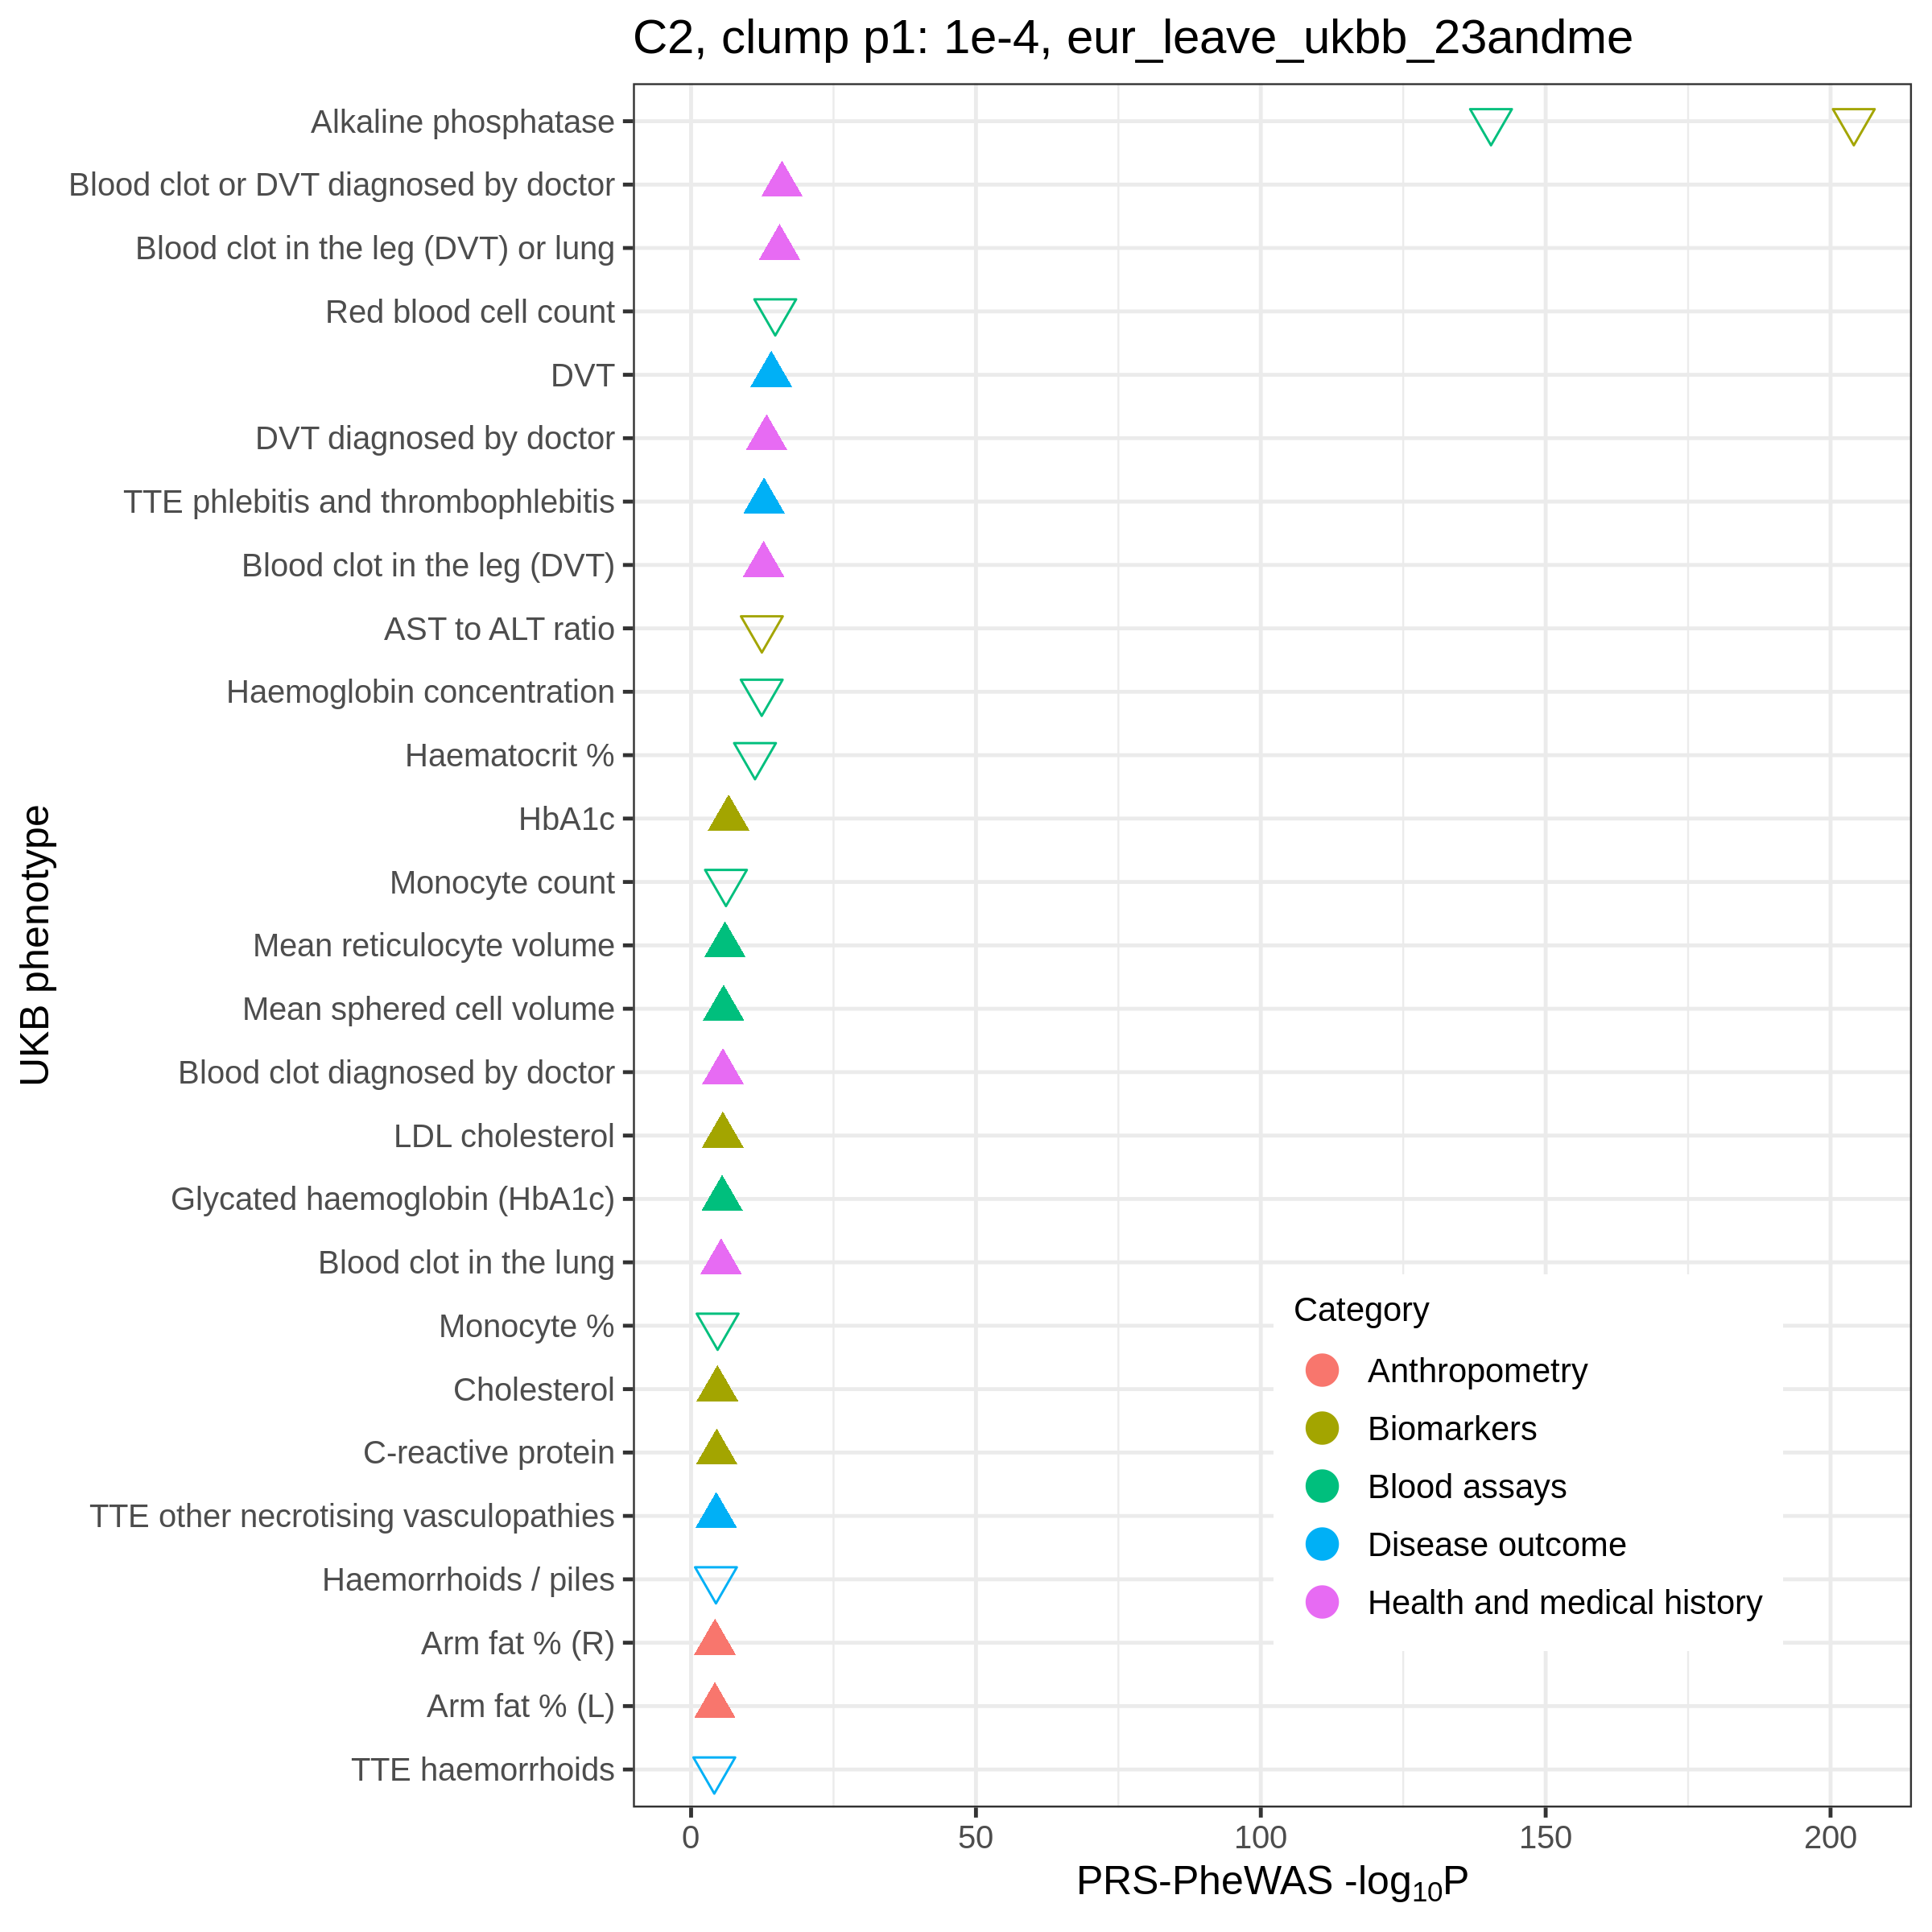 C2, clump p1: 1e-4, eur_leave_ukbb_23andme
UKB phenotype
Alkaline phosphatase
Blood clot or DVT diagnosed by doctor
Blood clot in the leg (DVT) or lung
Red blood cell count
DVT
DVT diagnosed by doctor
TTE phlebitis and thrombophlebitis
Blood clot in the leg (DVT)
AST to ALT ratio
Haemoglobin concentration
Haematocrit %
HbA1c
Monocyte count
Mean reticulocyte volume
Mean sphered cell volume
Blood clot diagnosed by doctor
LDL cholesterol
Glycated haemoglobin (HbA1c)
Blood clot in the lung
Monocyte %
Cholesterol
C-reactive protein
TTE other necrotising vasculopathies
Haemorrhoids / piles
Arm fat % (R)
Arm fat % (L)
TTE haemorrhoids
Category
Anthropometry
Biomarkers
Blood assays
Disease outcome
Health and medical history
0 50 100 150 200
PRS-PheWAS -log₁₀P